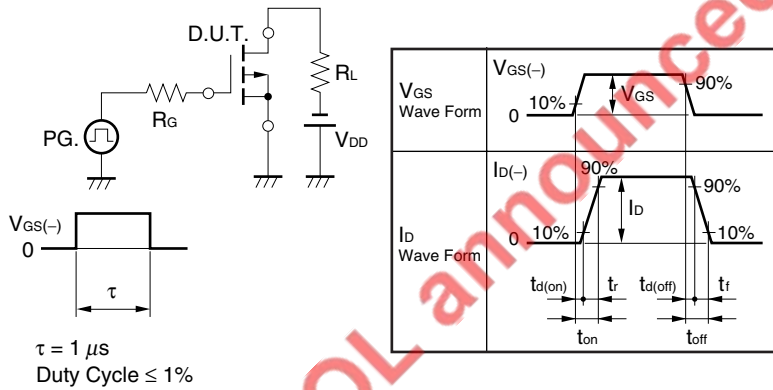 D.U.T.
RL
RG
PG.
VDD
VGS(−)
0
τ
τ = 1 μs
Duty Cycle ≤ 1%
VGS
Wave Form
VGS(−)
10%
0
VGS
90%
ID
Wave Form
ID(−)
90%
90%
ID
0
10%
10%
td(on)
tr
td(off)
tf
ton
toff
OL announced